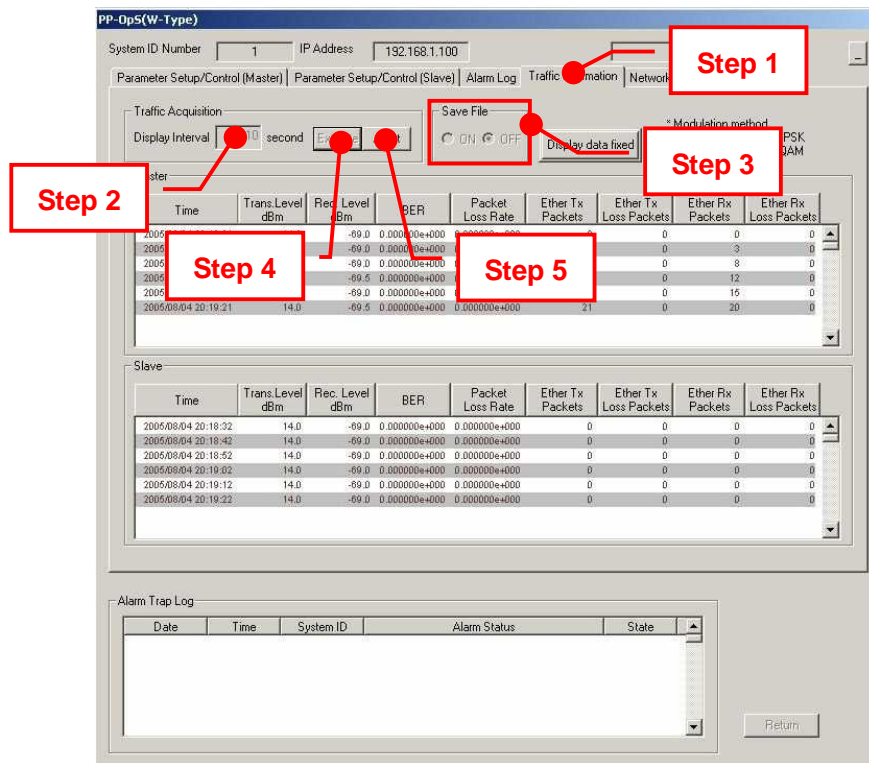 PP-OpS(W-Type)
System ID Number 1 IP Address 192.168.1.100
Step 1
Parameter Setup/Control (Master) Parameter Setup/Control (Slave) Alarm Log Traffic Network
Traffic Acquisition
Display Interval 10 second
Save File
ON OFF
Display data fixed
* Modulation method
PSK
QAM
Step 2
Step 3
Step 4
Step 5
Time Trans.Level dBm Rec. Level dBm BER Packet Loss Rate Ether Tx Packets Ether Tx Loss Packets Ether Rx Packets Ether Rx Loss Packets
-69.0 0.000000e+000 0 0 0
-69.0 0.000000e+000 0 3 0
-69.0 0.000000e+000 0 8 0
-69.5 0.000000e+000 0 12 0
-69.0 0.000000e+000 0 15 0
2005/08/04 20:19:21 14.0 -69.5 0.000000e+000 0.000000e+000 21 0 20 0
Slave
Time Trans.Level dBm Rec. Level dBm BER Packet Loss Rate Ether Tx Packets Ether Tx Loss Packets Ether Rx Packets Ether Rx Loss Packets
2005/08/04 20:18:32 14.0 -69.0 0.000000e+000 0.000000e+000 0 0 0 0
2005/08/04 20:18:42 14.0 -69.0 0.000000e+000 0.000000e+000 0 0 0 0
2005/08/04 20:18:52 14.0 -69.0 0.000000e+000 0.000000e+000 0 0 0 0
2005/08/04 20:19:02 14.0 -69.0 0.000000e+000 0.000000e+000 0 0 0 0
2005/08/04 20:19:12 14.0 -69.0 0.000000e+000 0.000000e+000 0 0 0 0
2005/08/04 20:19:22 14.0 -69.0 0.000000e+000 0.000000e+000 0 0 0 0
Alarm Trap Log
Date Time System ID Alarm Status State
Return